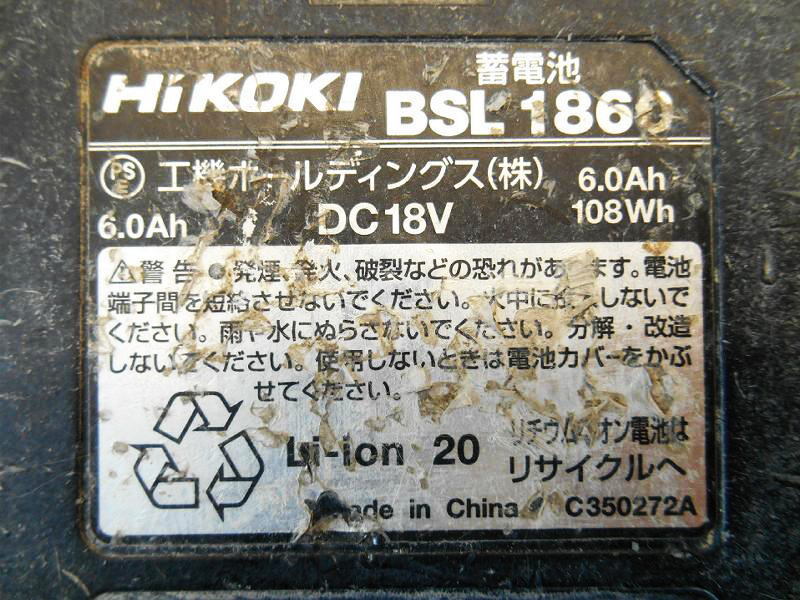 HiKOKI
蓄電池
BSL 1860
PS
E
工機ホールディングス(株)
6.0Ah
6.0Ah
DC18V
108Wh
⚠警告 ●発煙、発火、破裂などの恐れがあります。電池
端子間を短絡させないでください。火中に投入しないで
ください。雨や水にぬらさないでください。分解・改造
しないでください。使用しないときは電池カバーをかぶ
せてください。
Li-ion 20
リチウムイオン電池は
リサイクルへ
Made in China
C350272A